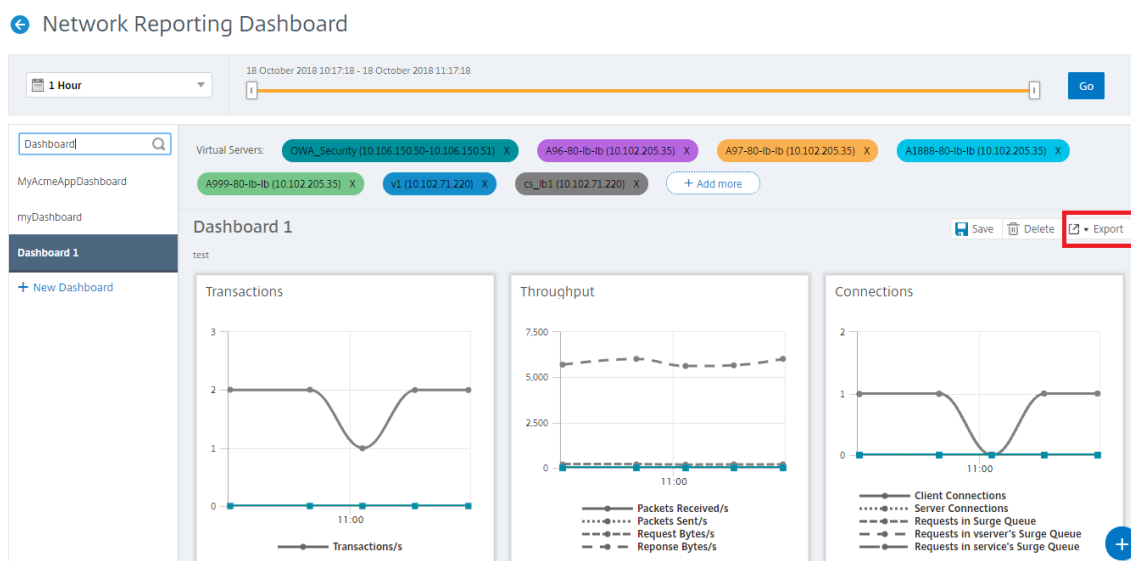 Network Reporting Dashboard
1 Hour
18 October 2018 10:17:18 - 18 October 2018 11:17:18
Go
Dashboard
MyAcmeAppDashboard
myDashboard
Dashboard 1
+ New Dashboard
Virtual Servers:
OWA_Security (10.106.150.50-10.106.150.51) X
A96-80-lb-lb (10.102.205.35) X
A97-80-lb-lb (10.102.205.35) X
A1888-80-lb-lb (10.102.205.35) X
A999-80-lb-lb (10.102.205.35) X
v1 (10.102.71.220) X
cs_lb1 (10.102.71.220) X
+ Add more
Dashboard 1
Save
Delete
Export
test
Transactions
3
2
1
0
11:00
Transactions/s
Throughput
7,500
5,000
2,500
0
11:00
Packets Received/s
Packets Sent/s
Request Bytes/s
Reponse Bytes/s
Connections
2
1
0
11:00
Client Connections
Server Connections
Requests in Surge Queue
Requests in vserver's Surge Queue
Requests in service's Surge Queue
+